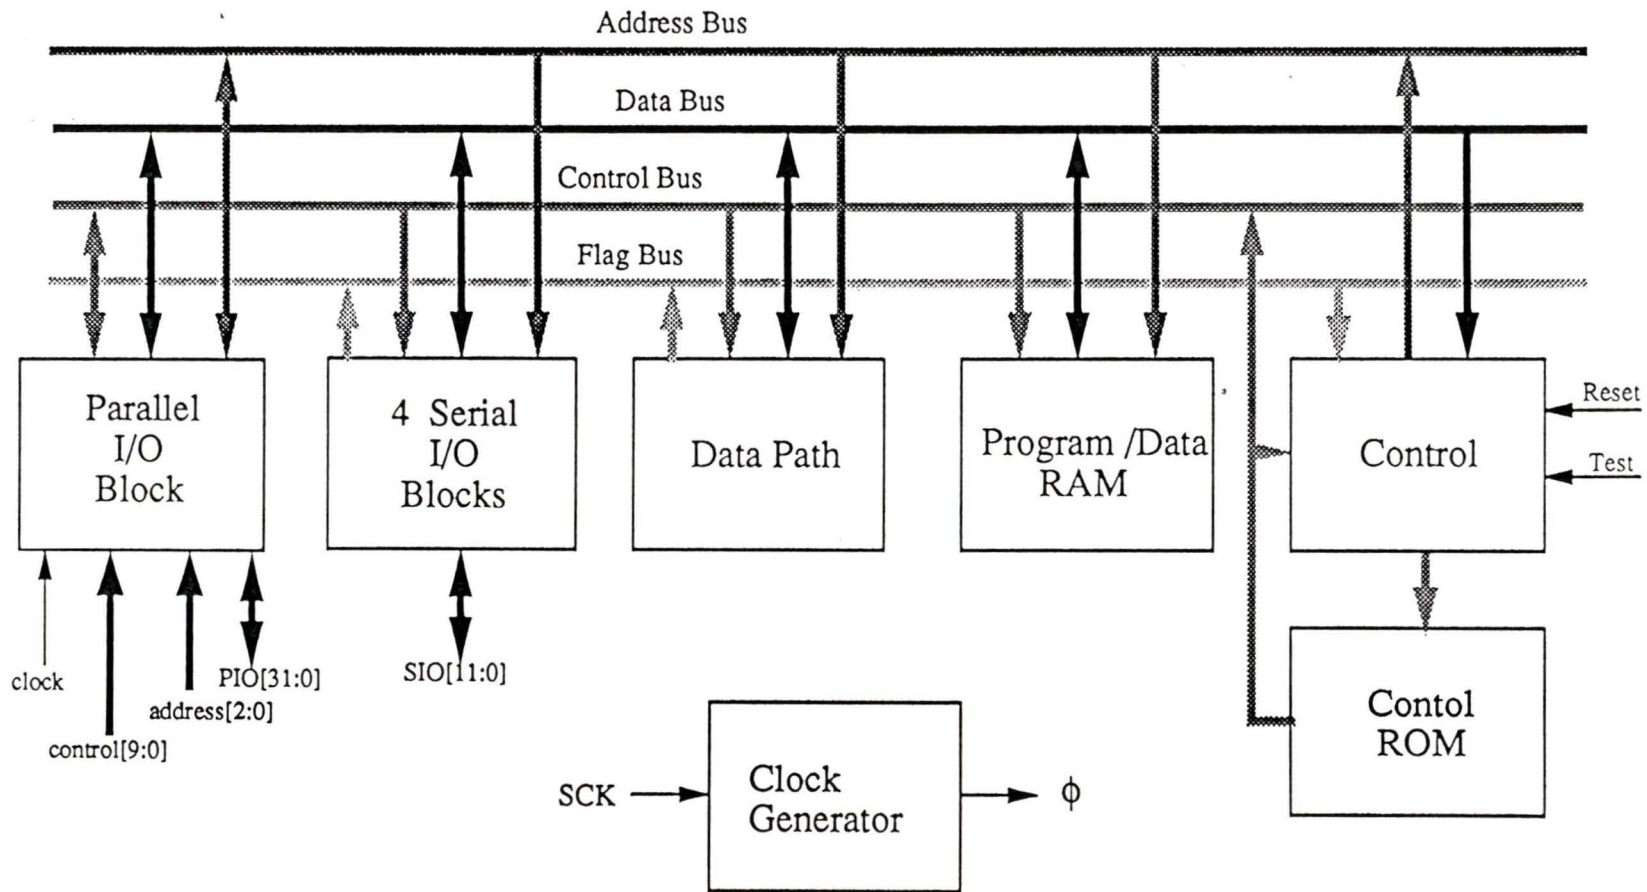 Address Bus
Data Bus
Control Bus
Flag Bus
Parallel
I/O
Block
4 Serial
I/O
Blocks
Data Path
Program /Data
RAM
Control
Reset
Test
clock
control[9:0]
address[2:0]
PIO[31:0]
SIO[11:0]
Contol
ROM
SCK
Clock
Generator
ϕ